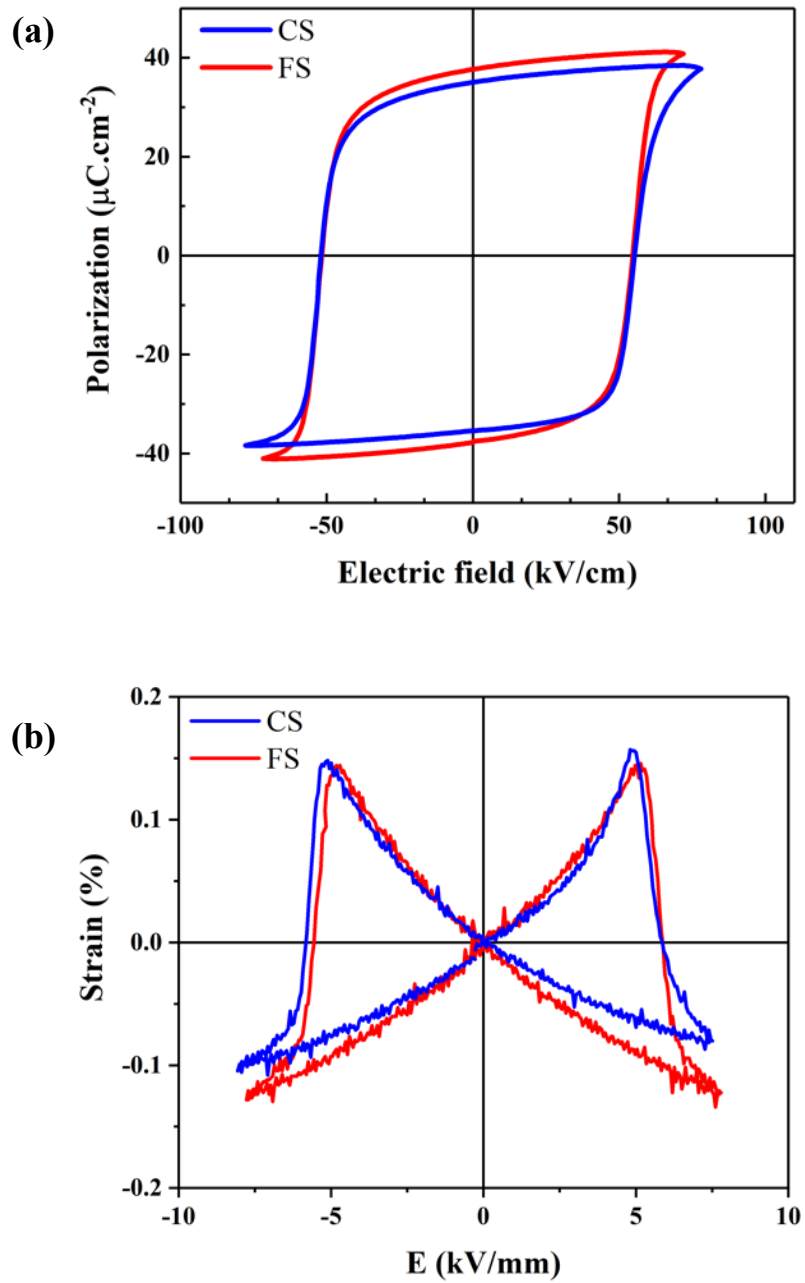 (a)
CS
FS
40
20
0
-20
-40
Polarization (μC.cm-2)
-100
-50
0
50
100
Electric field (kV/cm)
(b)
CS
FS
0.2
0.1
0.0
-0.1
-0.2
Strain (%)
-10
-5
0
5
10
E (kV/mm)